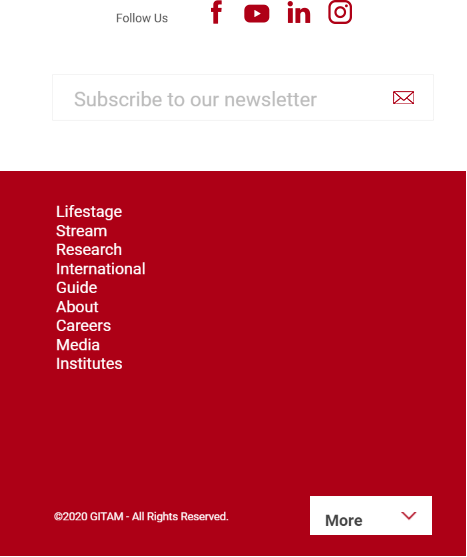 Follow Us
Subscribe to our newsletter
Lifestage
Stream
Research
International
Guide
About
Careers
Media
Institutes
©2020 GITAM - All Rights Reserved.
More